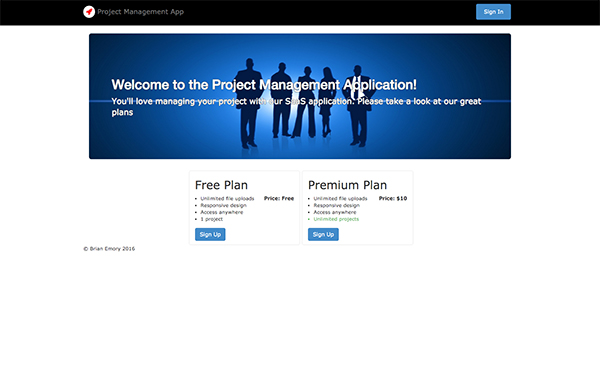 Project Management App
Sign In
Welcome to the Project Management Application!
You'll love managing your project with our SaaS application. Please take a look at our great
plans
Free Plan
Unlimited file uploads
Price: Free
Responsive design
Access anywhere
1 project
Sign Up
Premium Plan
Unlimited file uploads
Price: $10
Responsive design
Access anywhere
Unlimited projects
Sign Up
© Brian Emory 2016